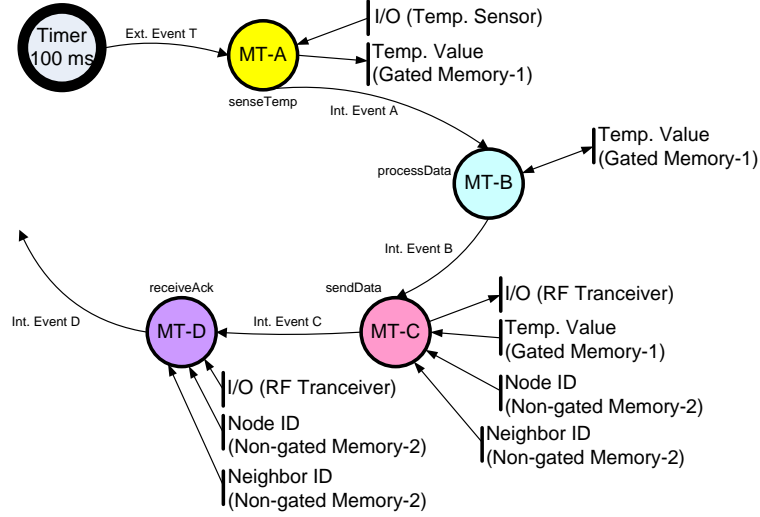 Timer
100 ms
Ext. Event T
MT-A
senseTemp
I/O (Temp. Sensor)
Temp. Value
(Gated Memory-1)
Int. Event A
processData
MT-B
Temp. Value
(Gated Memory-1)
Int. Event B
sendData
MT-C
I/O (RF Tranceiver)
Temp. Value
(Gated Memory-1)
Node ID
(Non-gated Memory-2)
Neighbor ID
(Non-gated Memory-2)
Int. Event C
receiveAck
MT-D
I/O (RF Tranceiver)
Node ID
(Non-gated Memory-2)
Neighbor ID
(Non-gated Memory-2)
Int. Event D